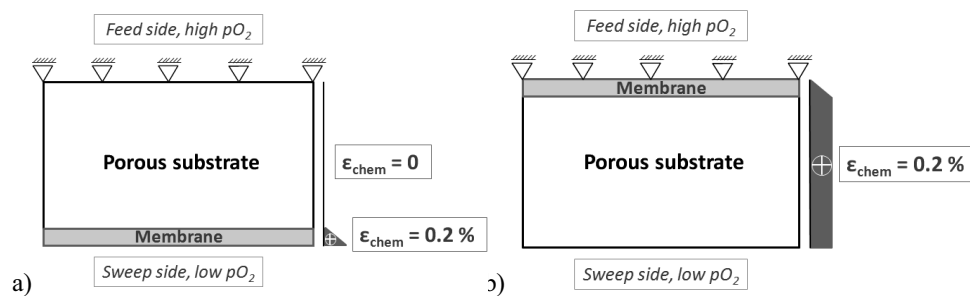 Feed side, high pO2
Membrane
Porous substrate
εchem = 0
Membrane
εchem = 0.2 %
Sweep side, low pO2
a)
Feed side, high pO2
Porous substrate
εchem = 0.2 %
Sweep side, low pO2